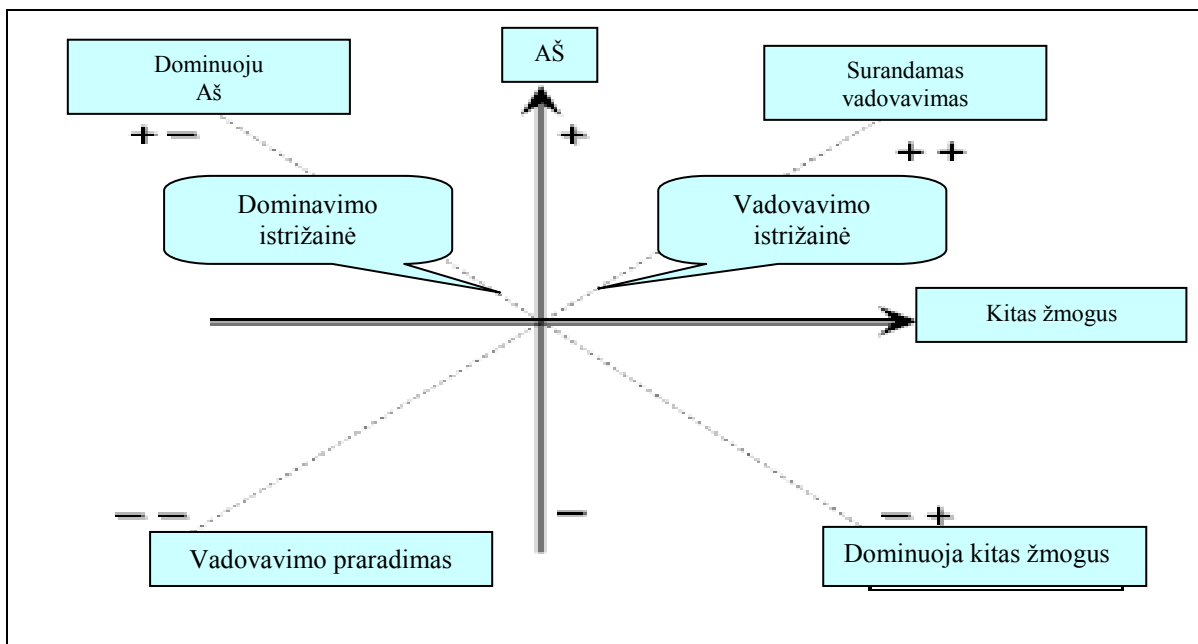 Dominuoju
Aš
AŠ
Surandamas
vadovavimas
+ −
+
+ +
Dominavimo
istrižainė
Vadovavimo
istrižainė
Kitas žmogus
− −
−
− +
Vadovavimo praradimas
Dominuoja kitas žmogus